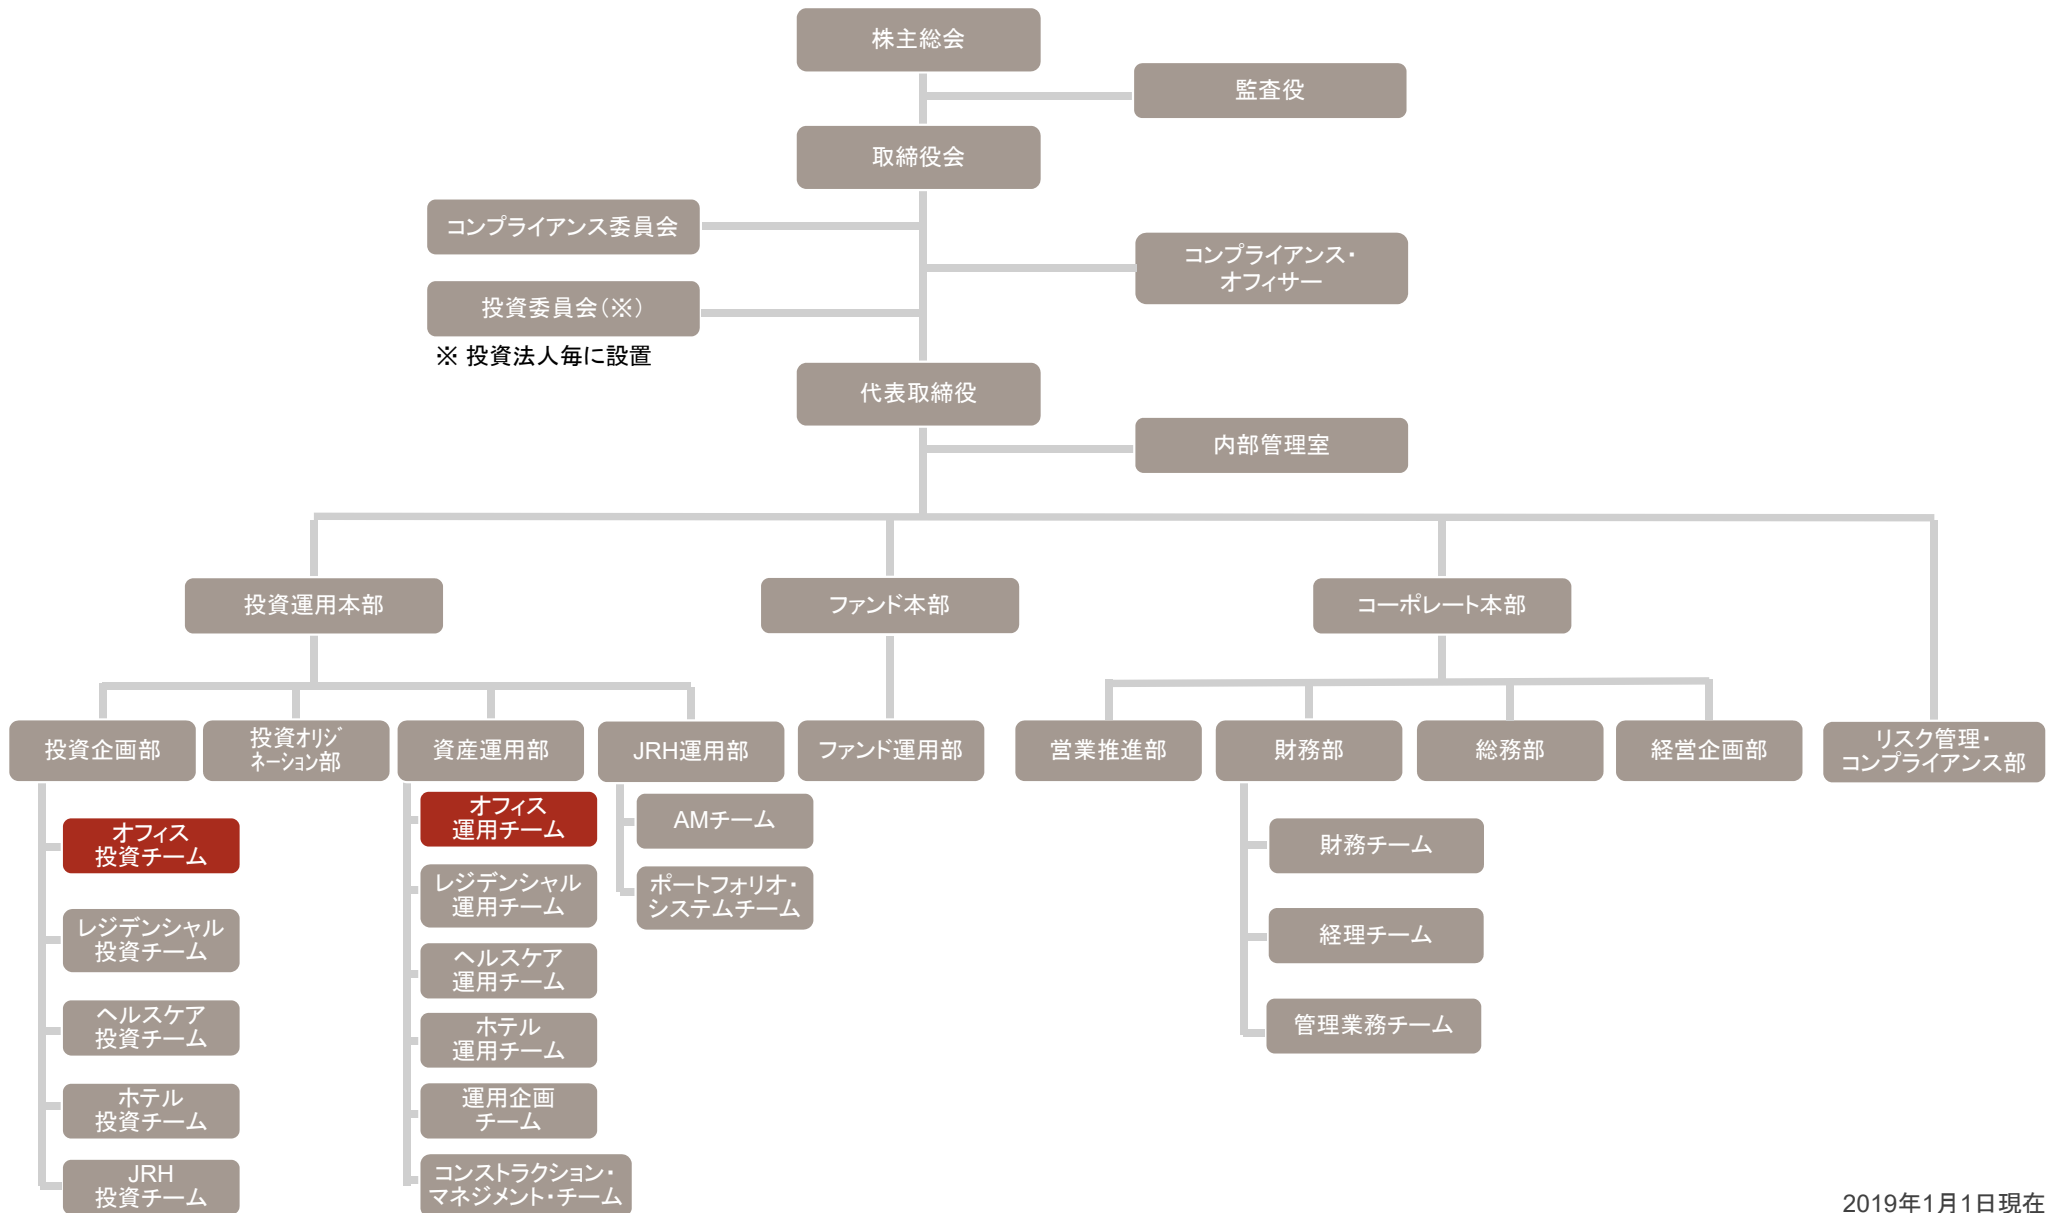 株主総会
監査役
取締役会
コンプライアンス委員会
コンプライアンス・
オフィサー
投資委員会(※)
※ 投資法人毎に設置
代表取締役
内部管理室
投資運用本部
ファンド本部
コーポレート本部
投資企画部
投資ｵﾘｼﾞ
ﾈｰｼｮﾝ部
資産運用部
JRH運用部
ファンド運用部
営業推進部
財務部
総務部
経営企画部
リスク管理・
コンプライアンス部
オフィス
投資チーム
レジデンシャル
投資チーム
ヘルスケア
投資チーム
ホテル
投資チーム
JRH
投資チーム
オフィス
運用チーム
レジデンシャル
運用チーム
ヘルスケア
運用チーム
ホテル
運用チーム
運用企画
チーム
コンストラクション・
マネジメント・チーム
AMチーム
ポートフォリオ・
システムチーム
財務チーム
経理チーム
管理業務チーム
2019年1月1日現在